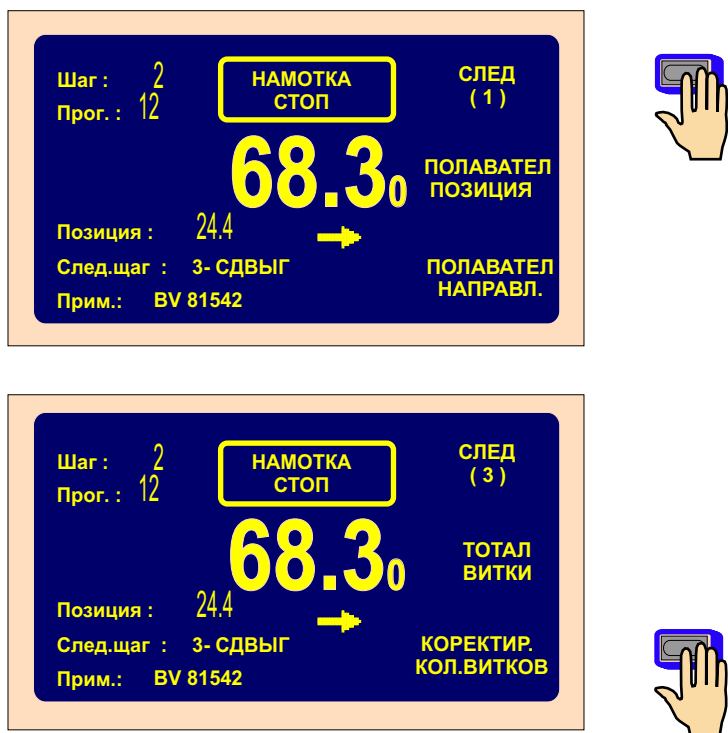 Шаг : 2
Прог. : 12
НАМОТКА
СТОП
СЛЕД
( 1 )
68.30
ПОЛАВАТЕЛ
ПОЗИЦИЯ
Позиция : 24.4
След.щаг : 3- СДВЫГ
Прим.: BV 81542
ПОЛАВАТЕЛ
НАПРАВЛ.
Шаг : 2
Прог. : 12
НАМОТКА
СТОП
СЛЕД
( 3 )
68.30
ТОТАЛ
ВИТКИ
Позиция : 24.4
След.щаг : 3- СДВЫГ
Прим.: BV 81542
КОРЕКТИР.
КОЛ.ВИТКОВ